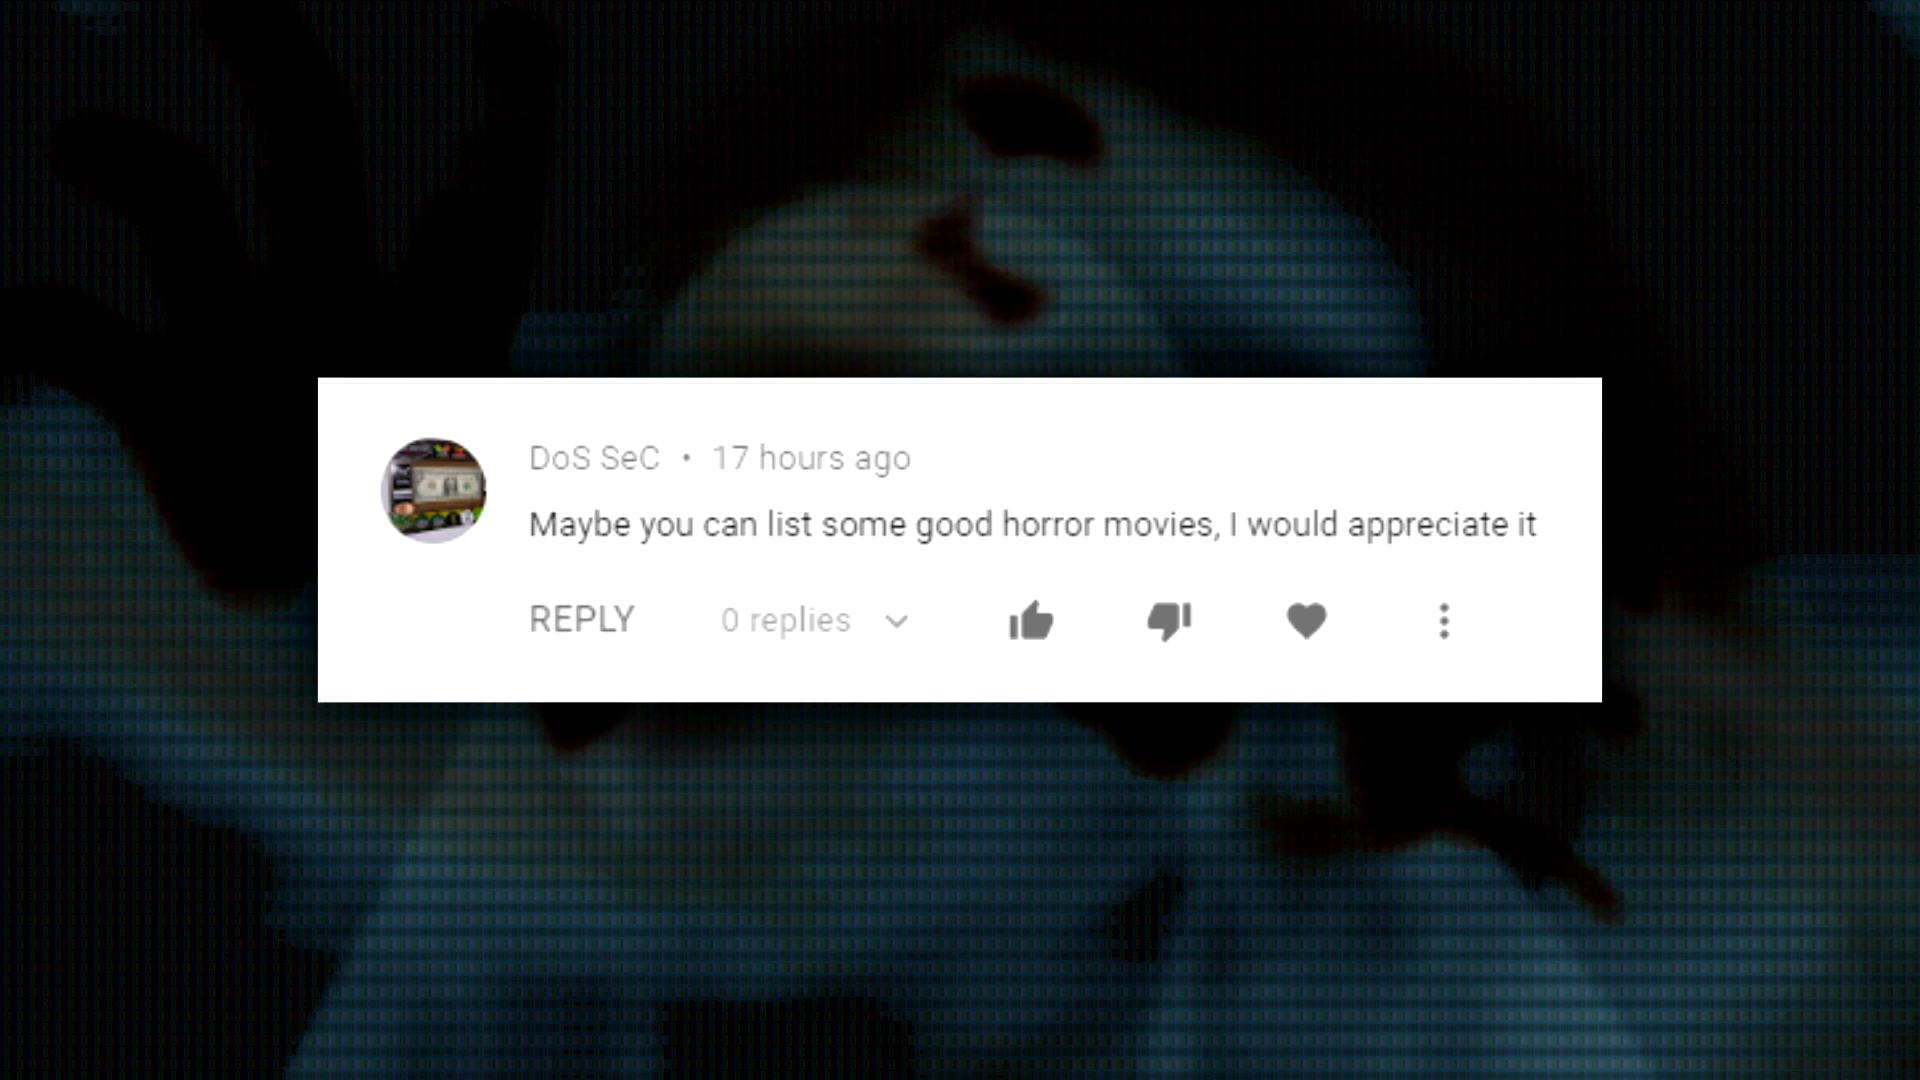 DoS SeC • 17 hours ago
Maybe you can list some good horror movies, I would appreciate it
REPLY 0 replies